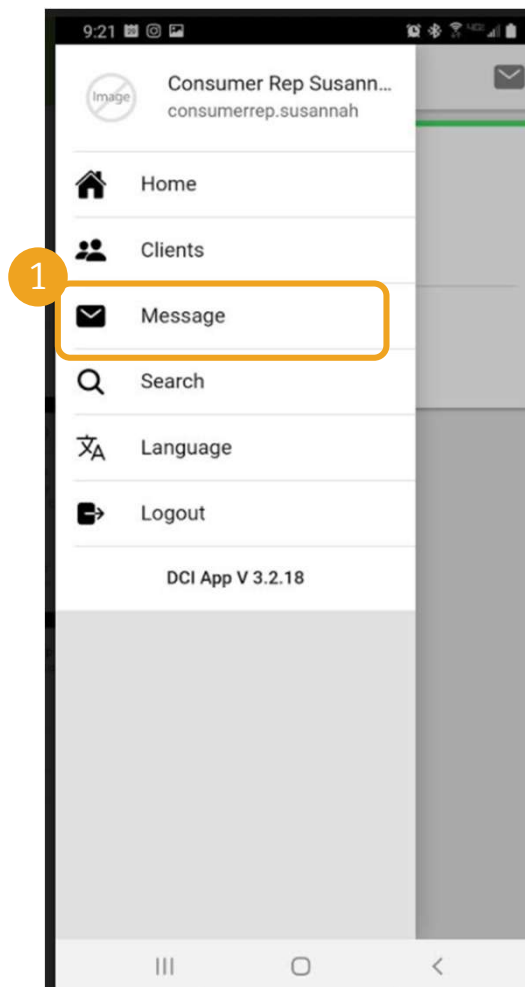 9:21
Image
Consumer Rep Susann...
consumerrep.susannah
Home
Clients
1
Message
Search
Language
Logout
DCI App V 3.2.18